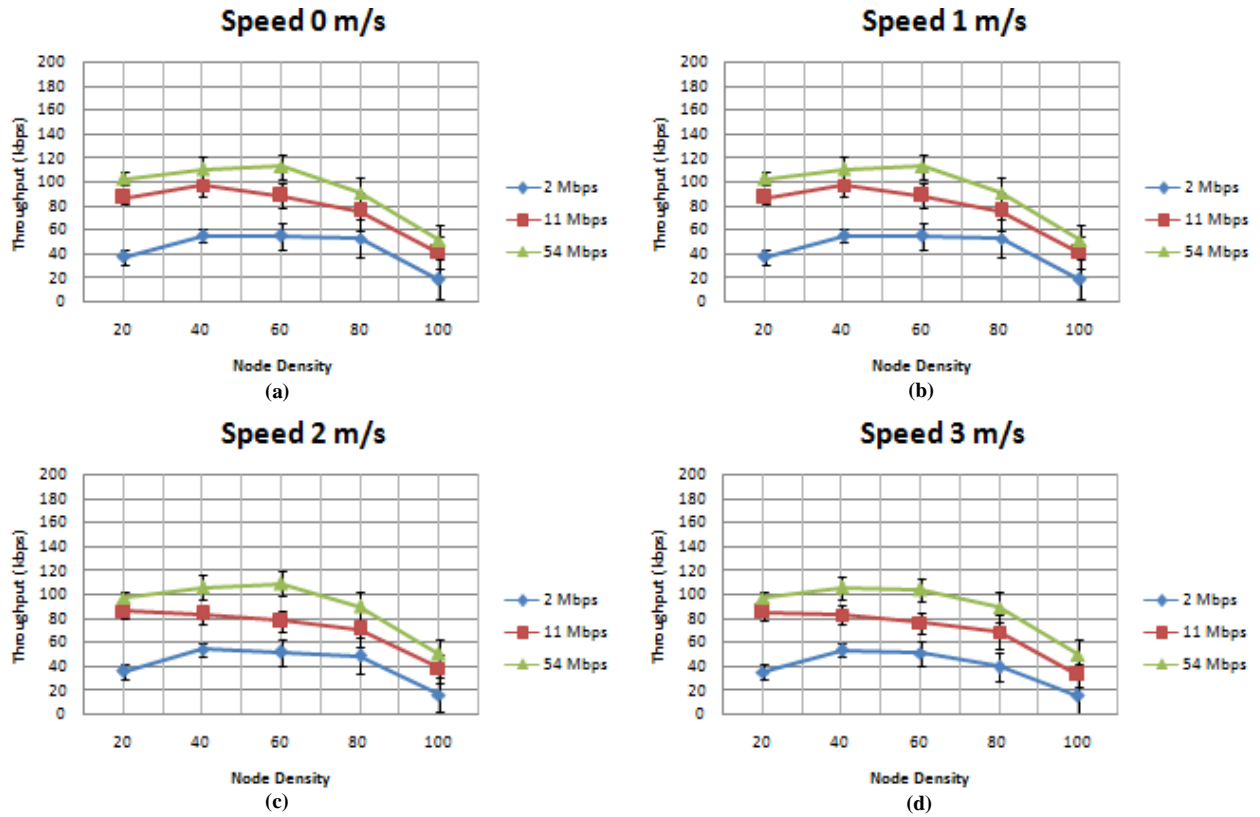 Speed 0 m/s
Throughput (kbps)
200
180
160
140
120
100
80
60
40
20
0
20 40 60 80 100
Node Density
2 Mbps
11 Mbps
54 Mbps
(a)
Speed 1 m/s
Throughput (kbps)
200
180
160
140
120
100
80
60
40
20
0
20 40 60 80 100
Node Density
2 Mbps
11 Mbps
54 Mbps
(b)
Speed 2 m/s
Throughput (kbps)
200
180
160
140
120
100
80
60
40
20
0
20 40 60 80 100
Node Density
2 Mbps
11 Mbps
54 Mbps
(c)
Speed 3 m/s
Throughput (kbps)
200
180
160
140
120
100
80
60
40
20
0
20 40 60 80 100
Node Density
2 Mbps
11 Mbps
54 Mbps
(d)